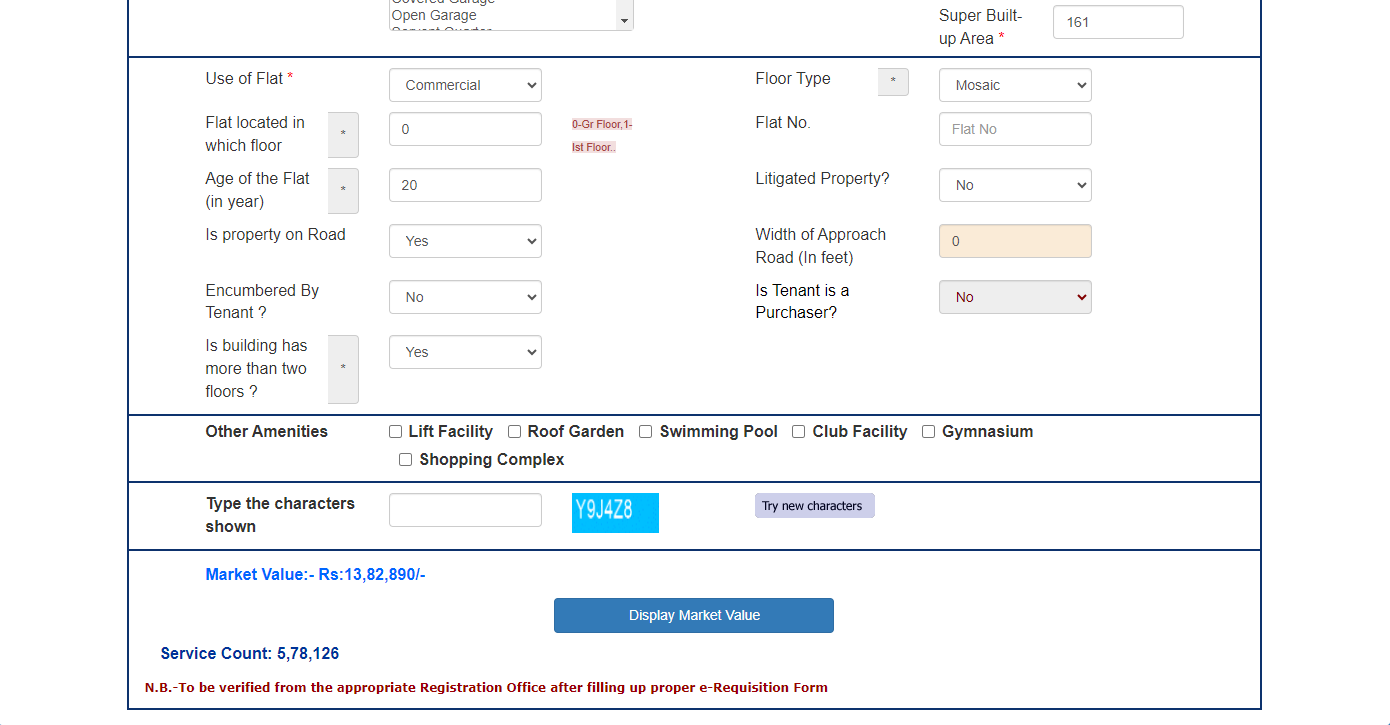 Covered Garage
Open Garage
Servant Quarter
Super Built-
up Area *
161
Use of Flat *
Commercial
Floor Type
*
Mosaic
Flat located in
which floor
*
0
0-Gr Floor,1-
Ist Floor..
Flat No.
Flat No
Age of the Flat
(in year)
*
20
Litigated Property?
No
Is property on Road
Yes
Width of Approach
Road (In feet)
0
Encumbered By
Tenant ?
No
Is Tenant is a
Purchaser?
No
Is building has
more than two
floors ?
*
Yes
Other Amenities
Lift Facility
Roof Garden
Swimming Pool
Club Facility
Gymnasium
Shopping Complex
Type the characters
shown
Y9J4Z8
Try new characters
Market Value:- Rs:13,82,890/-
Display Market Value
Service Count: 5,78,126
N.B.-To be verified from the appropriate Registration Office after filling up proper e-Requisition Form